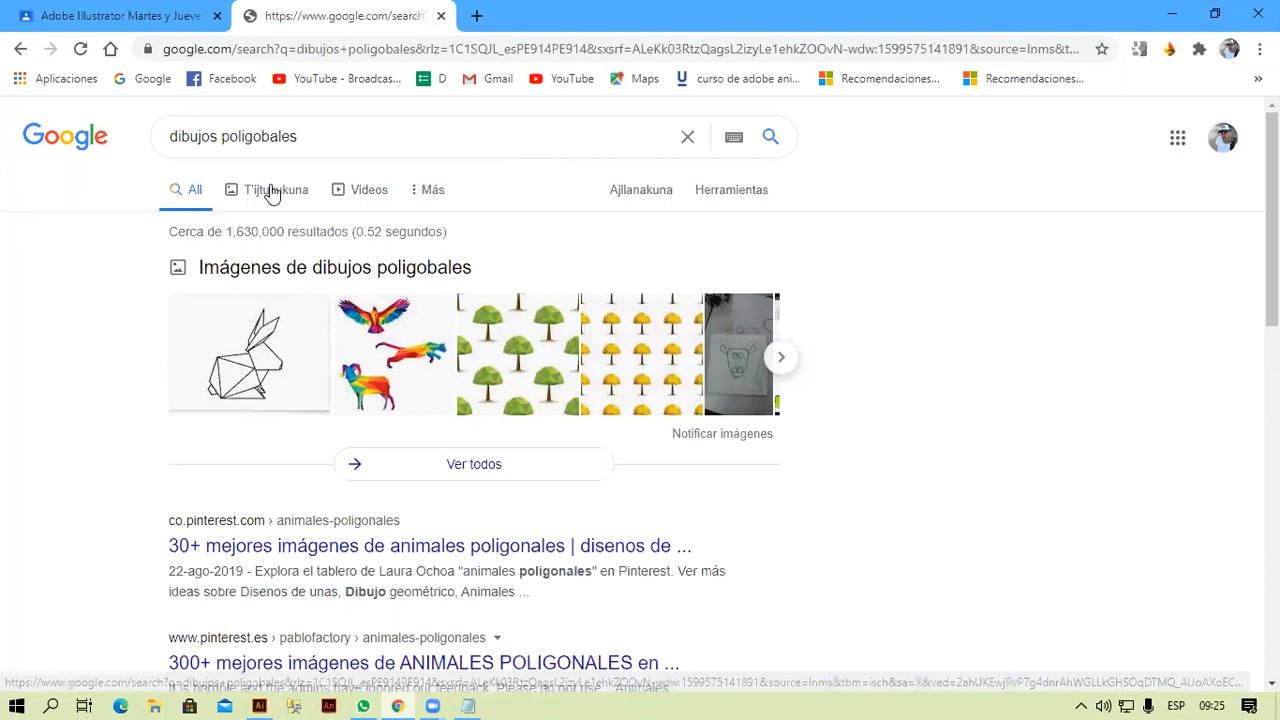 Adobe Illustrator Martes y Juever
https://www.google.com/search?
google.com/search?q=dibujos+poligobales&rlz=1C1SQJL_esPE914PE914&sxsrf=ALeKk03RtzQagsL2izyLe1ehkZOOvN-wdw:1599575141891&source=lnms&t...
Aplicaciones Google Facebook YouTube - Broadcas... D Gmail YouTube Maps curso de adobe ani... Recomendaciones... Recomendaciones... »
Google dibujos poligobales
All Videos Más Ajllanakuna Herramientas
Cerca de 1,630,000 resultados (0.52 segundos)
Imágenes de dibujos poligobales
Notificar imágenes
Ver todos
co.pinterest.com › animales-poligonales
30+ mejores imágenes de animales poligonales | disenos de ...
22-ago-2019 - Explora el tablero de Laura Ochoa "animales poligonales" en Pinterest. Ver más
ideas sobre Disenos de unas, Dibujo geométrico, Animales ...
www.pinterest.es › pablofactory › animales-poligonales
300+ mejores imágenes de ANIMALES POLIGONALES en ...
ESP 09:25